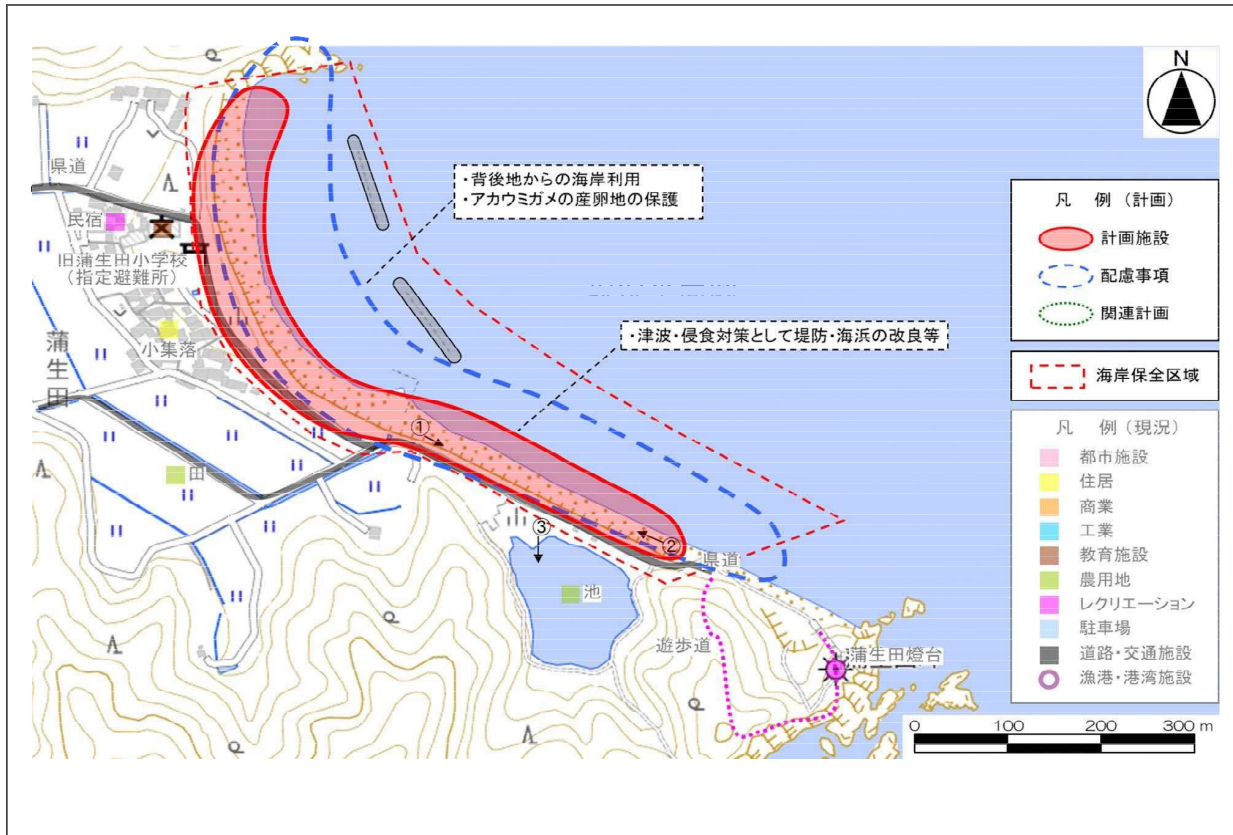 N
・背後地からの海岸利用
・アカウミガメの産卵地の保護
・津波・侵食対策として堤防・海浜の改良等
県道
民宿
旧蒲生田小学校
(指定避難所)
小集落
蒲生田
田
①
②
③
池
県道
遊歩道
蒲生田燈台
凡 例 (計画)
計画施設
配慮事項
関連計画
海岸保全区域
凡 例 (現況)
都市施設
住居
商業
工業
教育施設
農用地
レクリエーション
駐車場
道路・交通施設
漁港・港湾施設
0 100 200 300 m